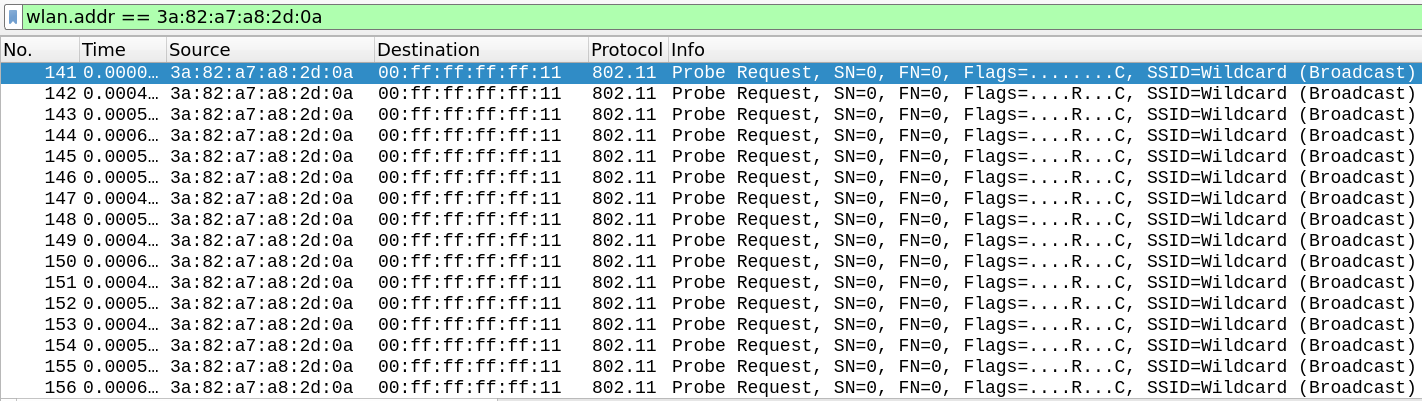 wlan.addr == 3a:82:a7:a8:2d:0a
No. Time Source Destination Protocol Info
141 0.0000… 3a:82:a7:a8:2d:0a 00:ff:ff:ff:ff:11 802.11 Probe Request, SN=0, FN=0, Flags=........C, SSID=Wildcard (Broadcast)
142 0.0004… 3a:82:a7:a8:2d:0a 00:ff:ff:ff:ff:11 802.11 Probe Request, SN=0, FN=0, Flags=....R...C, SSID=Wildcard (Broadcast)
143 0.0005… 3a:82:a7:a8:2d:0a 00:ff:ff:ff:ff:11 802.11 Probe Request, SN=0, FN=0, Flags=....R...C, SSID=Wildcard (Broadcast)
144 0.0006… 3a:82:a7:a8:2d:0a 00:ff:ff:ff:ff:11 802.11 Probe Request, SN=0, FN=0, Flags=....R...C, SSID=Wildcard (Broadcast)
145 0.0005… 3a:82:a7:a8:2d:0a 00:ff:ff:ff:ff:11 802.11 Probe Request, SN=0, FN=0, Flags=....R...C, SSID=Wildcard (Broadcast)
146 0.0005… 3a:82:a7:a8:2d:0a 00:ff:ff:ff:ff:11 802.11 Probe Request, SN=0, FN=0, Flags=....R...C, SSID=Wildcard (Broadcast)
147 0.0004… 3a:82:a7:a8:2d:0a 00:ff:ff:ff:ff:11 802.11 Probe Request, SN=0, FN=0, Flags=....R...C, SSID=Wildcard (Broadcast)
148 0.0005… 3a:82:a7:a8:2d:0a 00:ff:ff:ff:ff:11 802.11 Probe Request, SN=0, FN=0, Flags=....R...C, SSID=Wildcard (Broadcast)
149 0.0004… 3a:82:a7:a8:2d:0a 00:ff:ff:ff:ff:11 802.11 Probe Request, SN=0, FN=0, Flags=....R...C, SSID=Wildcard (Broadcast)
150 0.0006… 3a:82:a7:a8:2d:0a 00:ff:ff:ff:ff:11 802.11 Probe Request, SN=0, FN=0, Flags=....R...C, SSID=Wildcard (Broadcast)
151 0.0004… 3a:82:a7:a8:2d:0a 00:ff:ff:ff:ff:11 802.11 Probe Request, SN=0, FN=0, Flags=....R...C, SSID=Wildcard (Broadcast)
152 0.0005… 3a:82:a7:a8:2d:0a 00:ff:ff:ff:ff:11 802.11 Probe Request, SN=0, FN=0, Flags=....R...C, SSID=Wildcard (Broadcast)
153 0.0004… 3a:82:a7:a8:2d:0a 00:ff:ff:ff:ff:11 802.11 Probe Request, SN=0, FN=0, Flags=....R...C, SSID=Wildcard (Broadcast)
154 0.0005… 3a:82:a7:a8:2d:0a 00:ff:ff:ff:ff:11 802.11 Probe Request, SN=0, FN=0, Flags=....R...C, SSID=Wildcard (Broadcast)
155 0.0005… 3a:82:a7:a8:2d:0a 00:ff:ff:ff:ff:11 802.11 Probe Request, SN=0, FN=0, Flags=....R...C, SSID=Wildcard (Broadcast)
156 0.0006… 3a:82:a7:a8:2d:0a 00:ff:ff:ff:ff:11 802.11 Probe Request, SN=0, FN=0, Flags=....R...C, SSID=Wildcard (Broadcast)